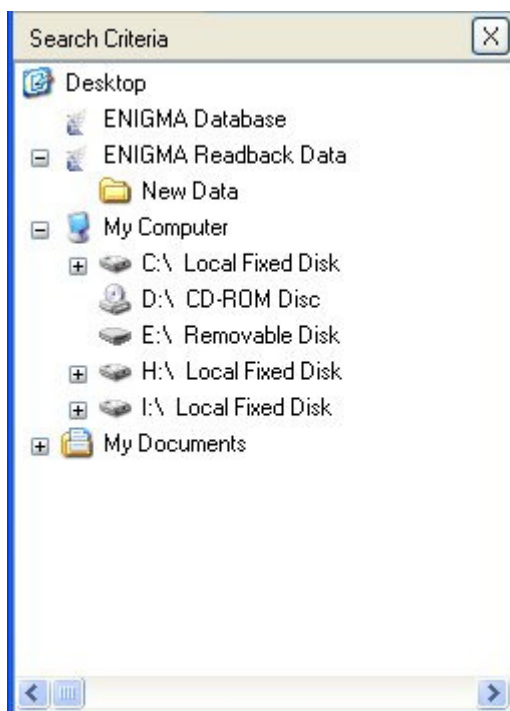 Search Criteria
Desktop
ENIGMA Database
ENIGMA Readback Data
New Data
My Computer
C:\ Local Fixed Disk
D:\ CD-ROM Disc
E:\ Removable Disk
H:\ Local Fixed Disk
I:\ Local Fixed Disk
My Documents